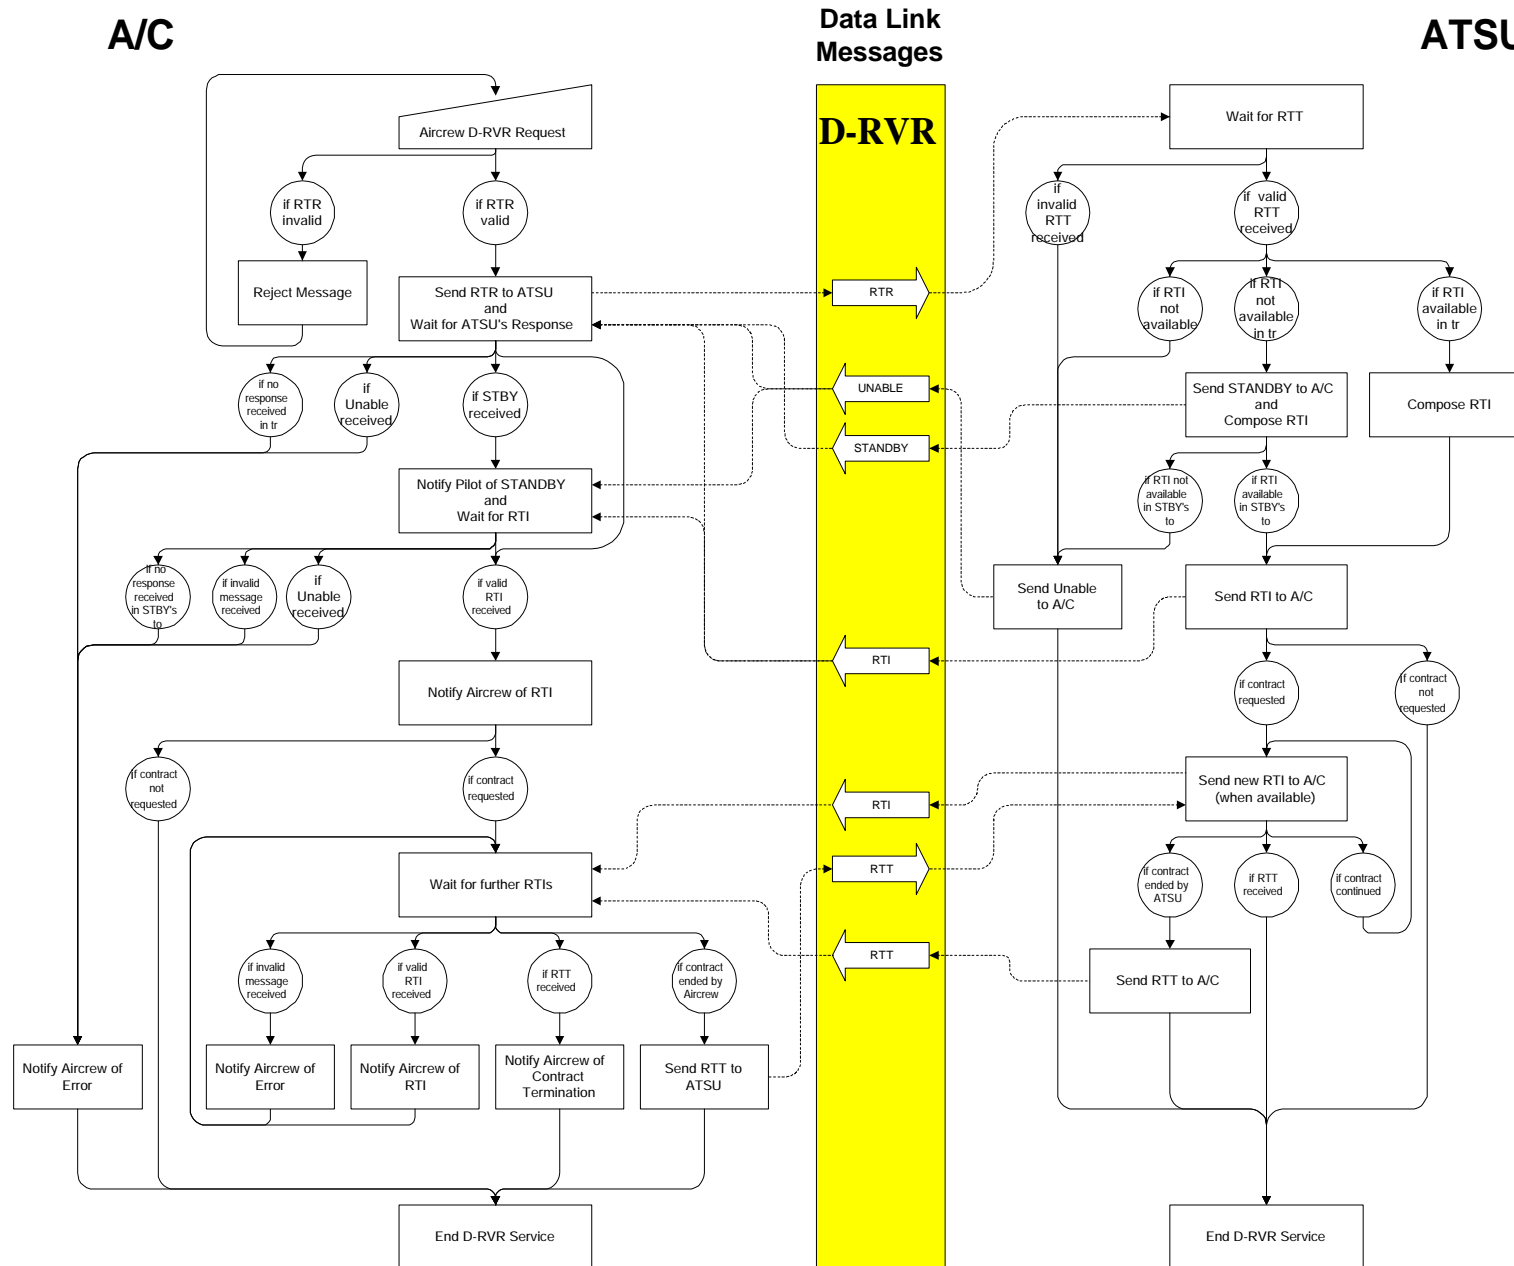 A/C
Data Link
Messages
ATSU
D-RVR
Aircrew D-RVR Request
Wait for RTT
if RTR
invalid
if RTR
valid
if
invalid
RTT
received
if valid
RTT
received
Reject Message
Send RTR to ATSU
and
Wait for ATSU's Response
RTR
if RTI
not
available
if RTI
not
available
in tr
if RTI
available
in tr
if no
response
received
in tr
if
Unable
received
if STBY
received
UNABLE
STANDBY
Send STANDBY to A/C
and
Compose RTI
Compose RTI
Notify Pilot of STANDBY
and
Wait for RTI
if RTI not
available
in STBY's
to
if RTI
available
in STBY's
to
if no
response
received
in STBY's
to
if invalid
message
received
if
Unable
received
if valid
RTI
received
Send Unable
to A/C
Send RTI to A/C
RTI
Notify Aircrew of RTI
if contract
requested
if contract
not
requested
if contract
not
requested
if contract
requested
RTI
Send new RTI to A/C
(when available)
Wait for further RTIs
RTT
if contract
ended by
ATSU
if RTT
received
if contract
continued
if invalid
message
received
if valid
RTI
received
if RTT
received
if contract
ended by
Aircrew
RTT
Send RTT to A/C
Notify Aircrew of
Error
Notify Aircrew of
Error
Notify Aircrew of
RTI
Notify Aircrew of
Contract
Termination
Send RTT to
ATSU
End D-RVR Service
End D-RVR Service